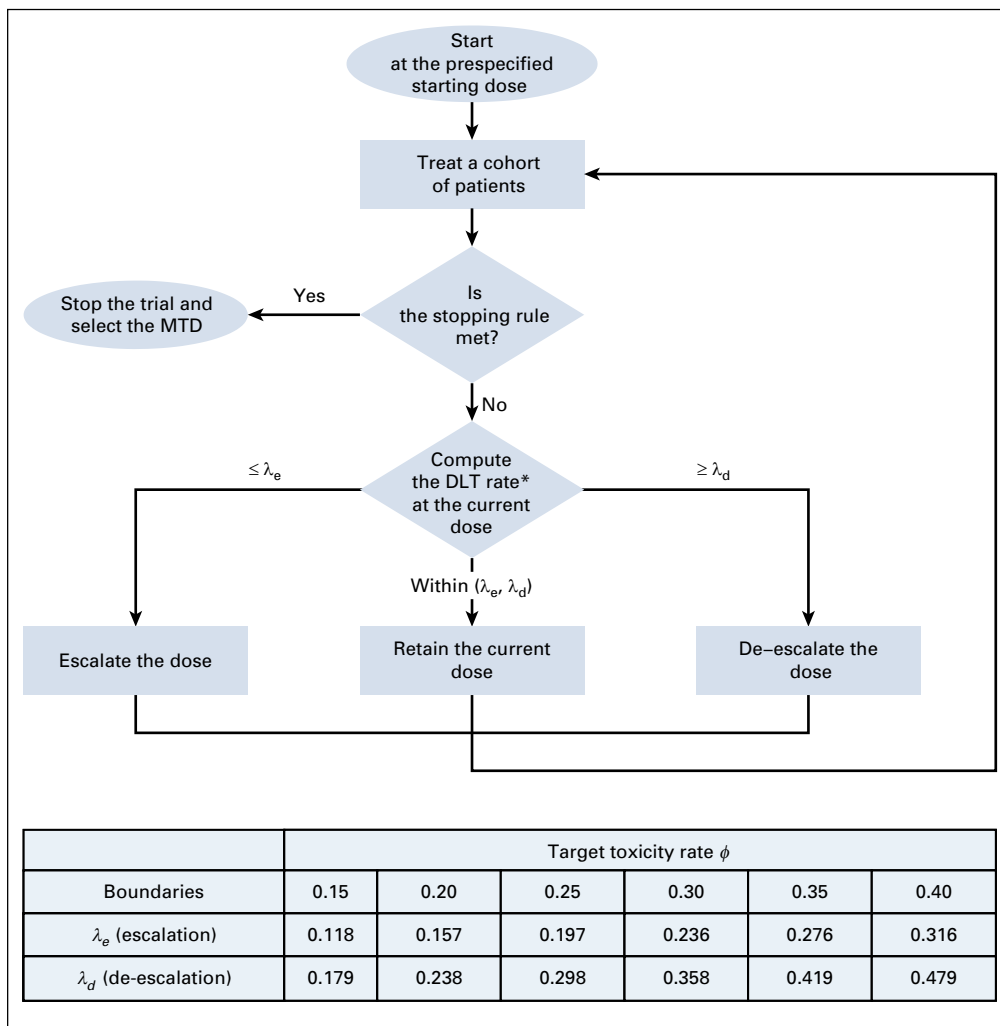 Start
at the prespecified
starting dose
Treat a cohort
of patients
Is
the stopping rule
met?
Yes
Stop the trial and
select the MTD
No
Compute
the DLT rate*
at the current
dose
≤ λe
≥ λd
Within (λe, λd)
Escalate the dose
Retain the current
dose
De–escalate the
dose
Target toxicity rate ϕ
Boundaries 0.15 0.20 0.25 0.30 0.35 0.40
λe (escalation) 0.118 0.157 0.197 0.236 0.276 0.316
λd (de-escalation) 0.179 0.238 0.298 0.358 0.419 0.479